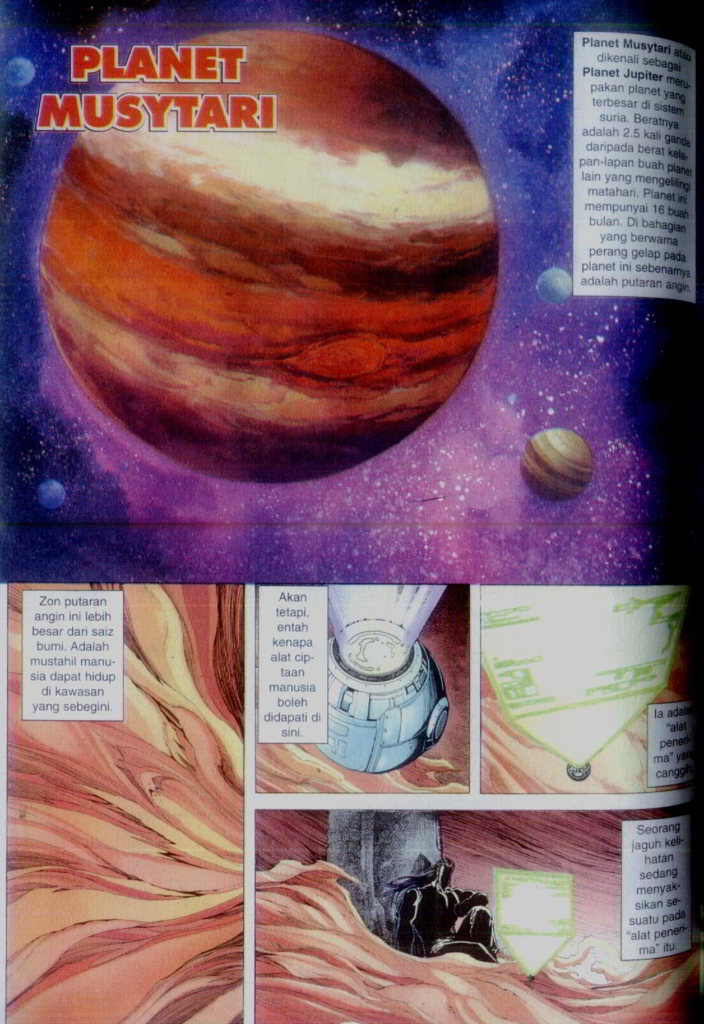 PLANET
MUSYTARI
Planet Musytari atau
dikenali sebagai
Planet Jupiter meru-
pakan planet yang
terbesar di sistem
suria. Beratnya
adalah 2.5 kali ganda
daripada berat kela-
pan-lapan buah planet
lain yang mengelilingi
matahari. Planet ini
mempunyai 16 buah
bulan. Di bahagian
yang berwarna
perang gelap pada
planet ini sebenarnya
adalah putaran angin.
Zon putaran
angin ini lebih
besar dari saiz
bumi. Adalah
mustahil manu-
sia dapat hidup
di kawasan
yang sebegini.
Akan
tetapi,
entah
kenapa
alat cip-
taan
manusia
boleh
didapati di
sini.
Ia adalah
"alat
peneri-
ma" yang
canggih.
Seorang
jaguh keli-
hatan
sedang
menyak-
sikan se-
suatu pada
"alat peneri-
ma" itu.